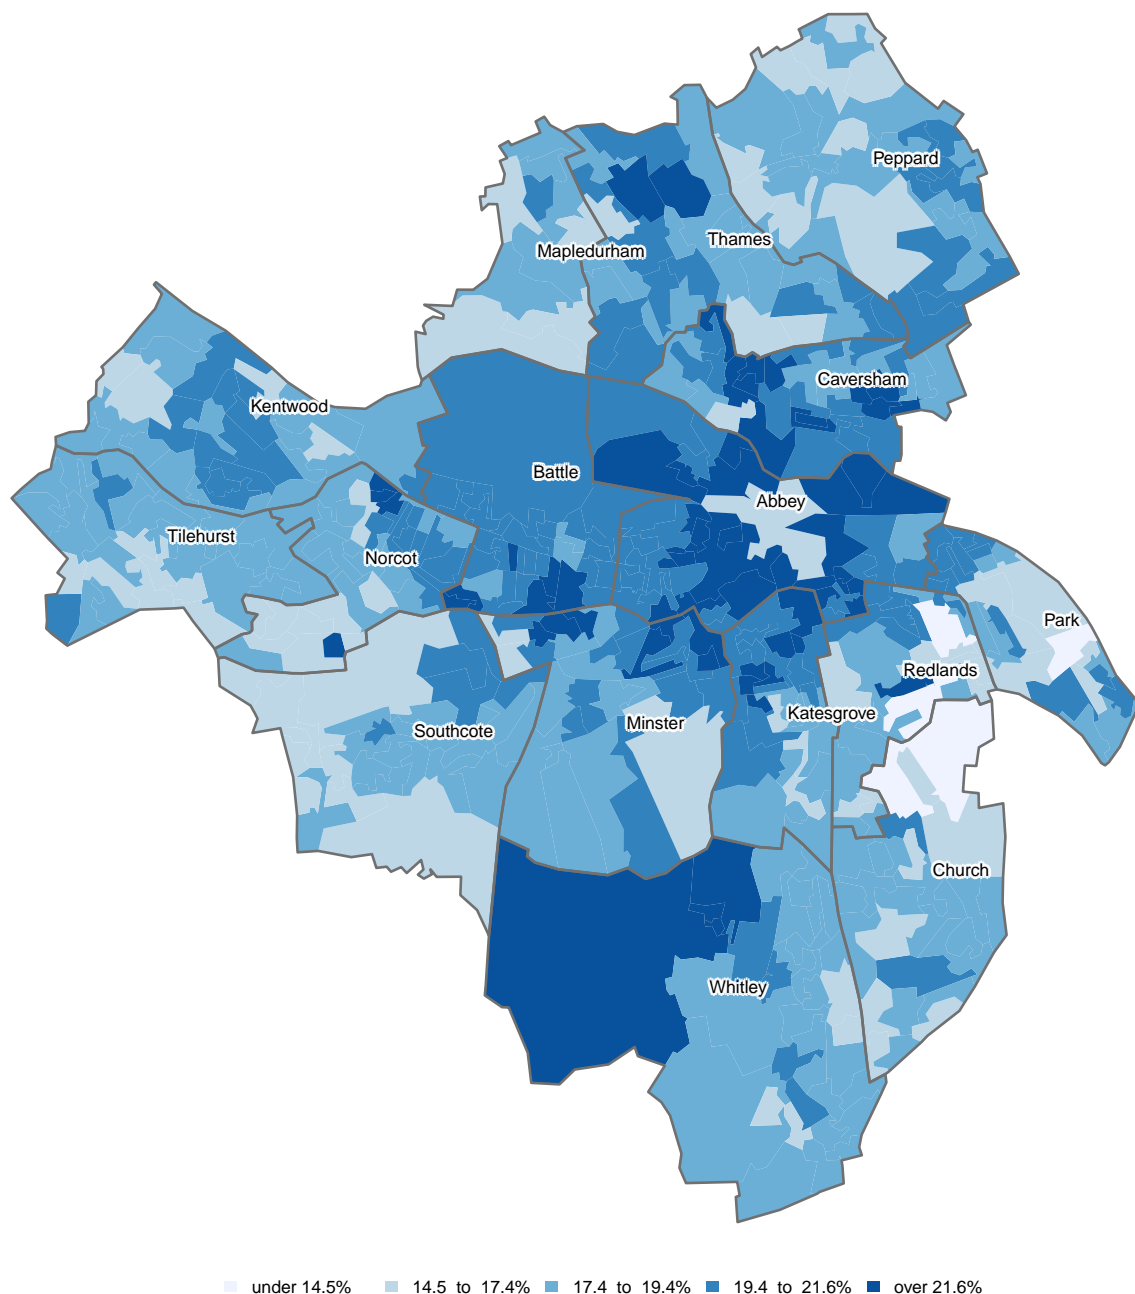 Peppard
Thames
Mapledurham
Caversham
Kentwood
Battle
Abbey
Tilehurst
Norcot
Park
Redlands
Katesgrove
Minster
Southcote
Church
Whitley
under 14.5% 14.5 to 17.4% 17.4 to 19.4% 19.4 to 21.6% over 21.6%